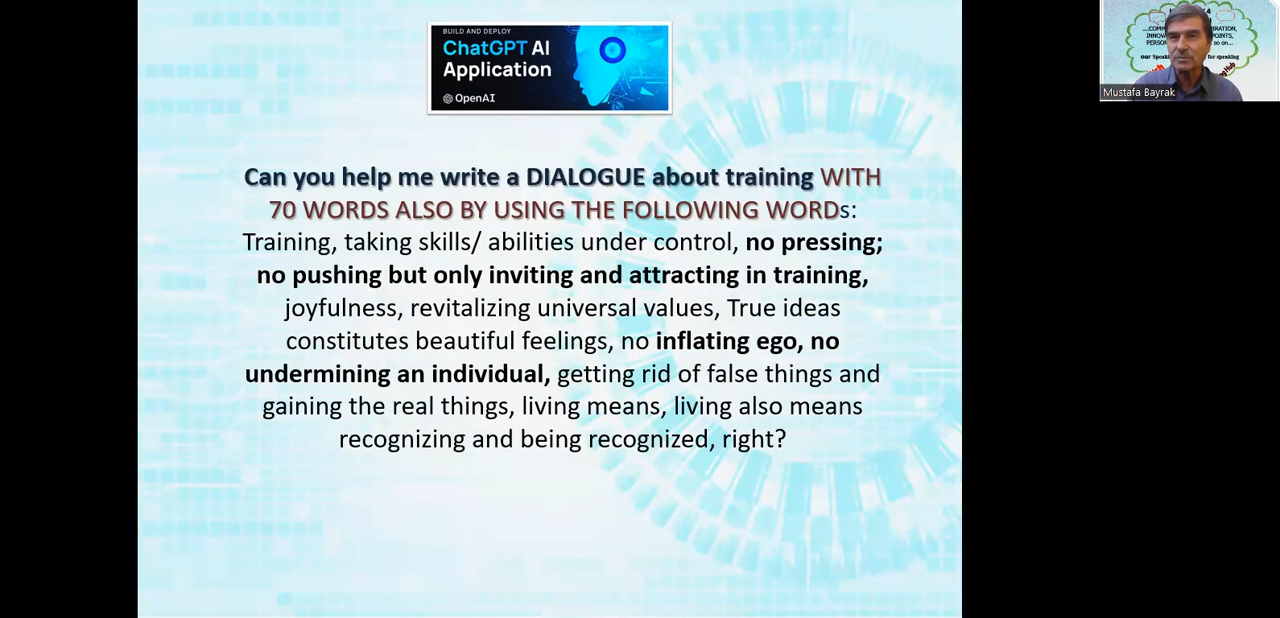 BUILD AND DEPLOY
ChatGPT AI
Application
OpenAI
Can you help me write a DIALOGUE about training WITH
70 WORDS ALSO BY USING THE FOLLOWING WORDs:
Training, taking skills/ abilities under control, no pressing;
no pushing but only inviting and attracting in training,
joyfulness, revitalizing universal values, True ideas
constitutes beautiful feelings, no inflating ego, no
undermining an individual, getting rid of false things and
gaining the real things, living means, living also means
recognizing and being recognized, right?
Mustafa Bayrak